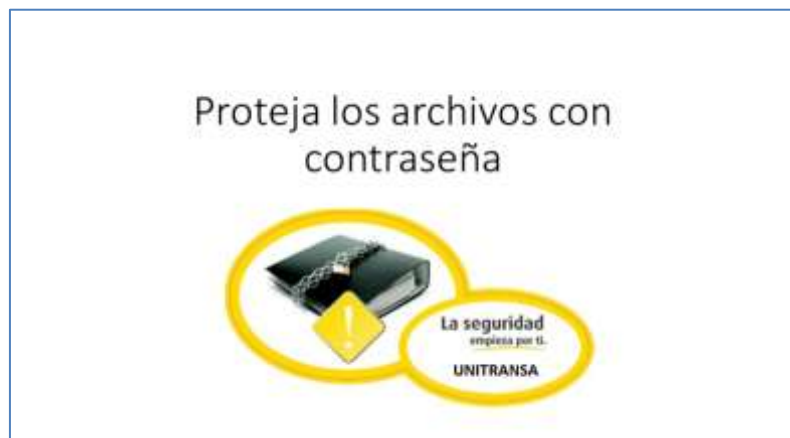 Proteja los archivos con
contraseña
La seguridad
empieza por ti.
UNITRANSA